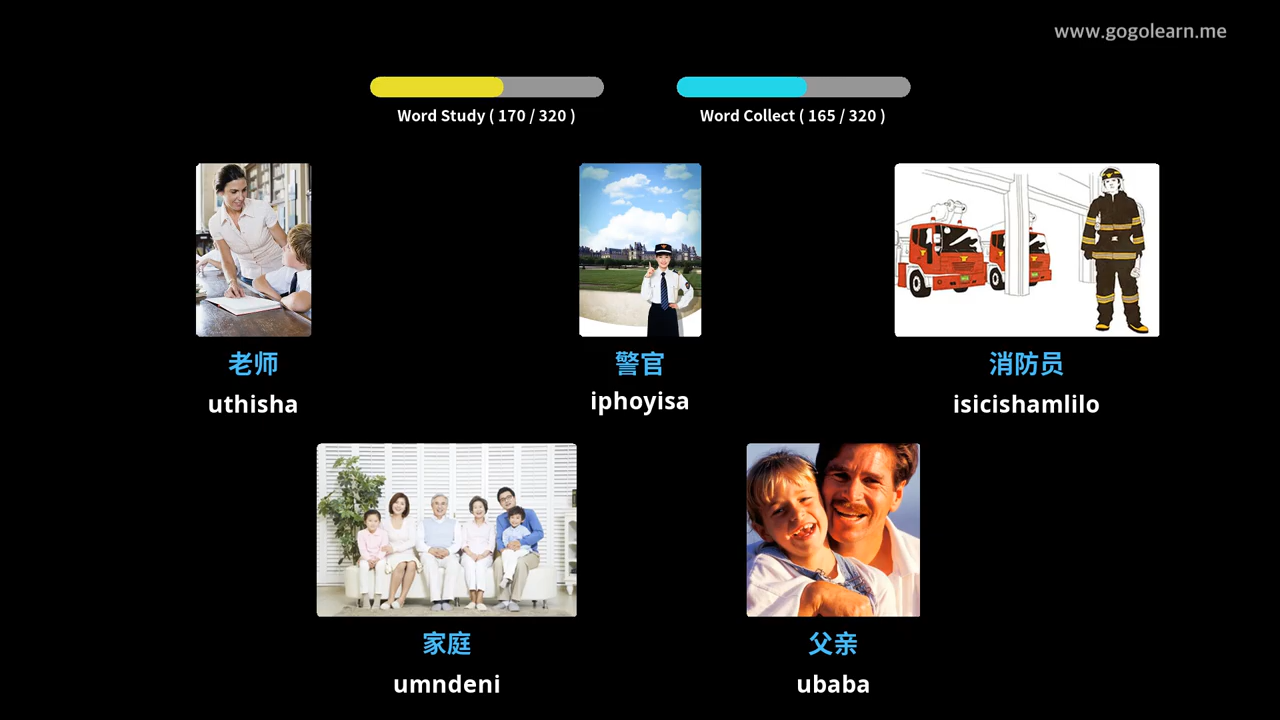 www.gogolearn.me
Word Study ( 170 / 320 )
Word Collect ( 165 / 320 )
老师
uthisha
警官
iphoyisa
消防员
isicishamlilo
家庭
umndeni
父亲
ubaba